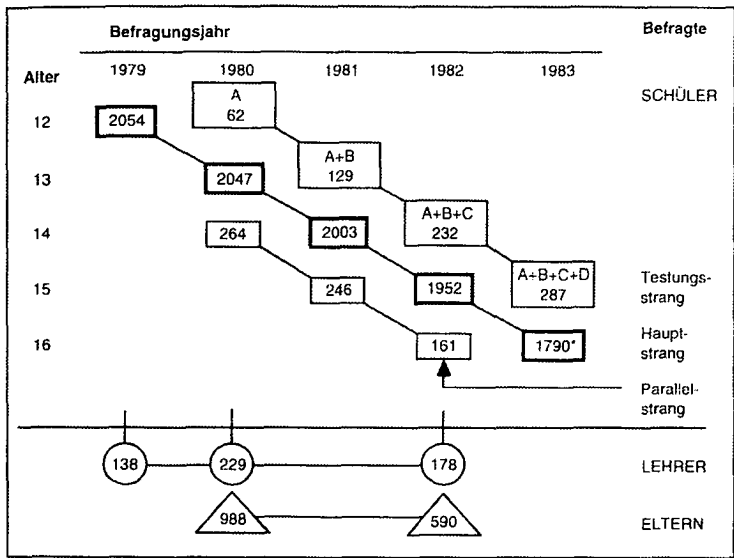 Befragungsjahr Befragte
Alter 1979 1980 1981 1982 1983
SCHÜLER
A
12 2054 62
A+B
13 2047 129
A+B+C
14 264 2003 232
A+B+C+D
15 246 1952 287 Testungs-
strang
16 161 1790* Haupt-
strang
Parallel-
strang
138 229 178 LEHRER
988 590 ELTERN